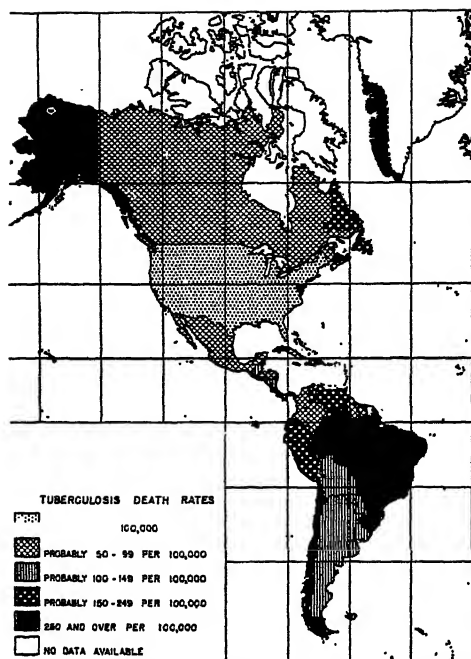 TUBERCULOSIS DEATH RATES
100,000
PROBABLY 50 - 99 PER 100,000
PROBABLY 100 - 149 PER 100,000
PROBABLY 150-249 PER 100,000
250 AND OVER PER 100,000
NO DATA AVAILABLE